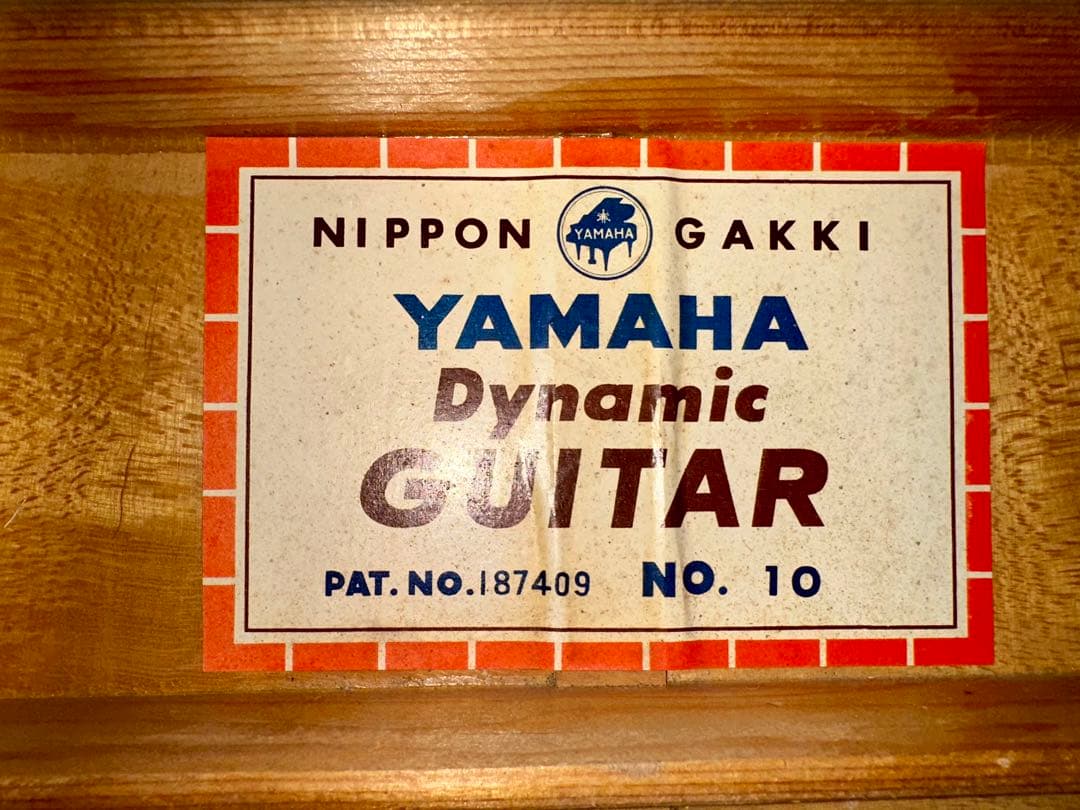 NIPPON YAMAHA GAKKI
YAMAHA
Dynamic
GUITAR
PAT. NO. 187409 NO. 10